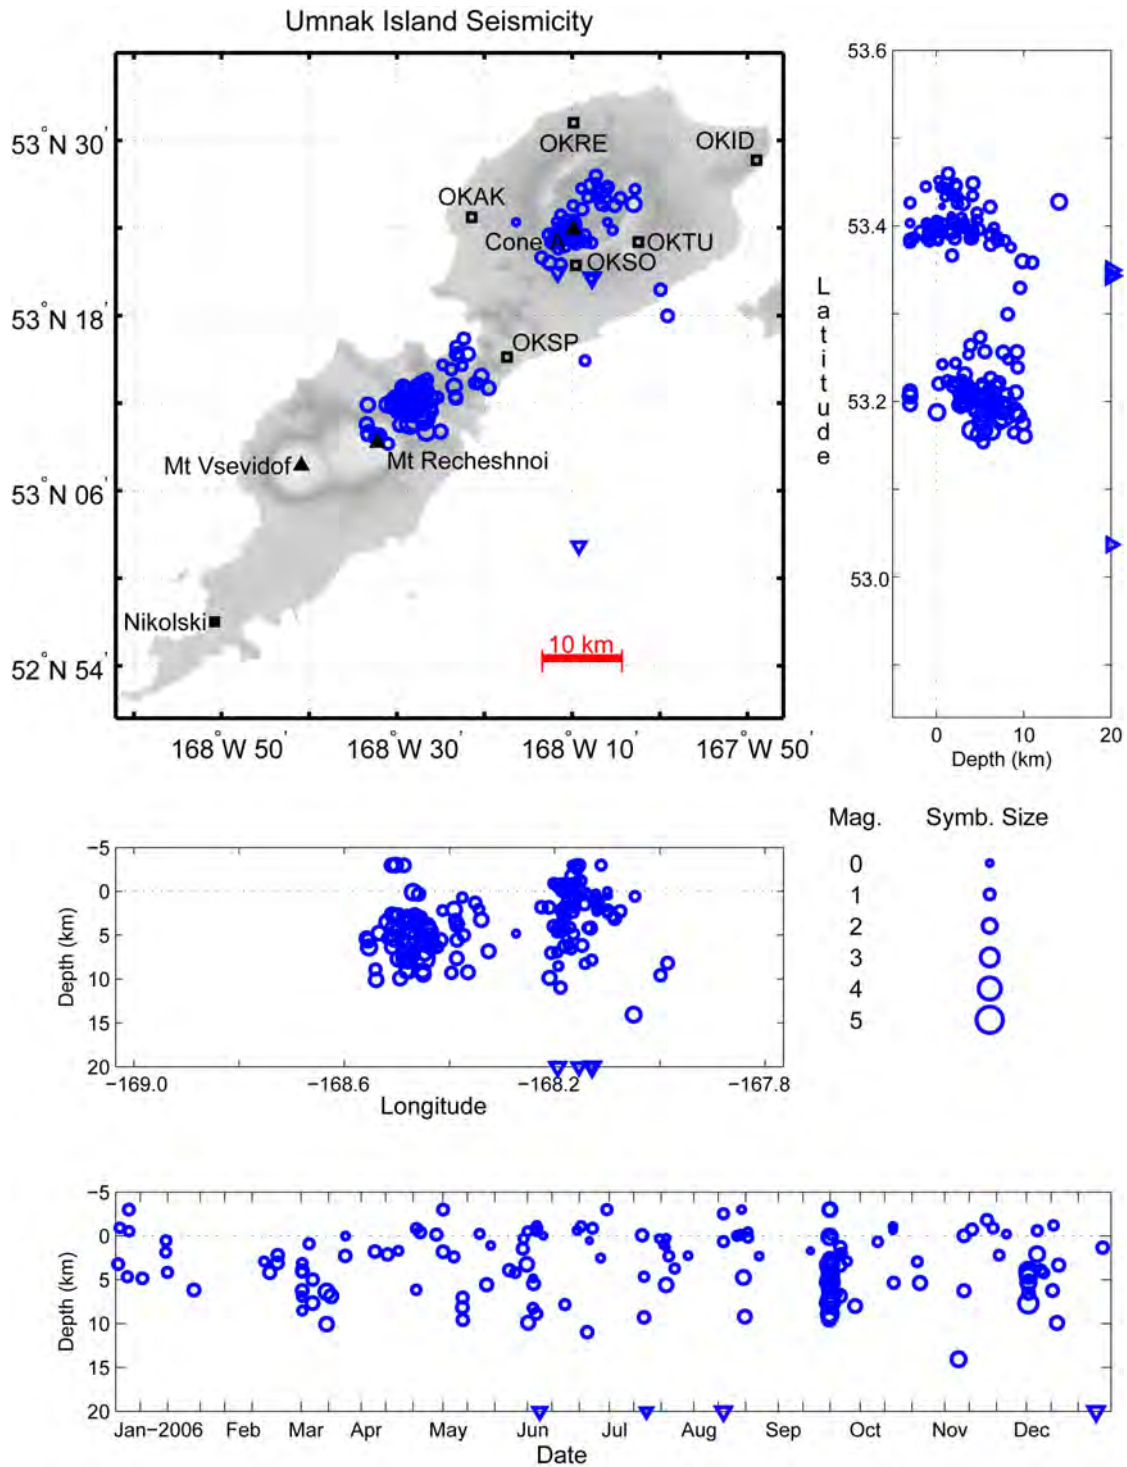 Umnak Island Seismicity
53°N 30'
53°N 18'
53°N 06'
52°N 54'
168°W 50'
168°W 30'
168°W 10'
167°W 50'
OKRE
OKID
OKAK
Cone A
OKTU
OKSO
OKSP
Mt Vsevidof
Mt Recheshnoi
Nikolski
10 km
53.6
53.4
53.2
53.0
Latitude
0
10
20
Depth (km)
Mag.
Symb. Size
0
1
2
3
4
5
−5
0
5
10
15
20
Depth (km)
−169.0
−168.6
−168.2
−167.8
Longitude
−5
0
5
10
15
20
Depth (km)
Jan−2006
Feb
Mar
Apr
May
Jun
Jul
Aug
Sep
Oct
Nov
Dec
Date